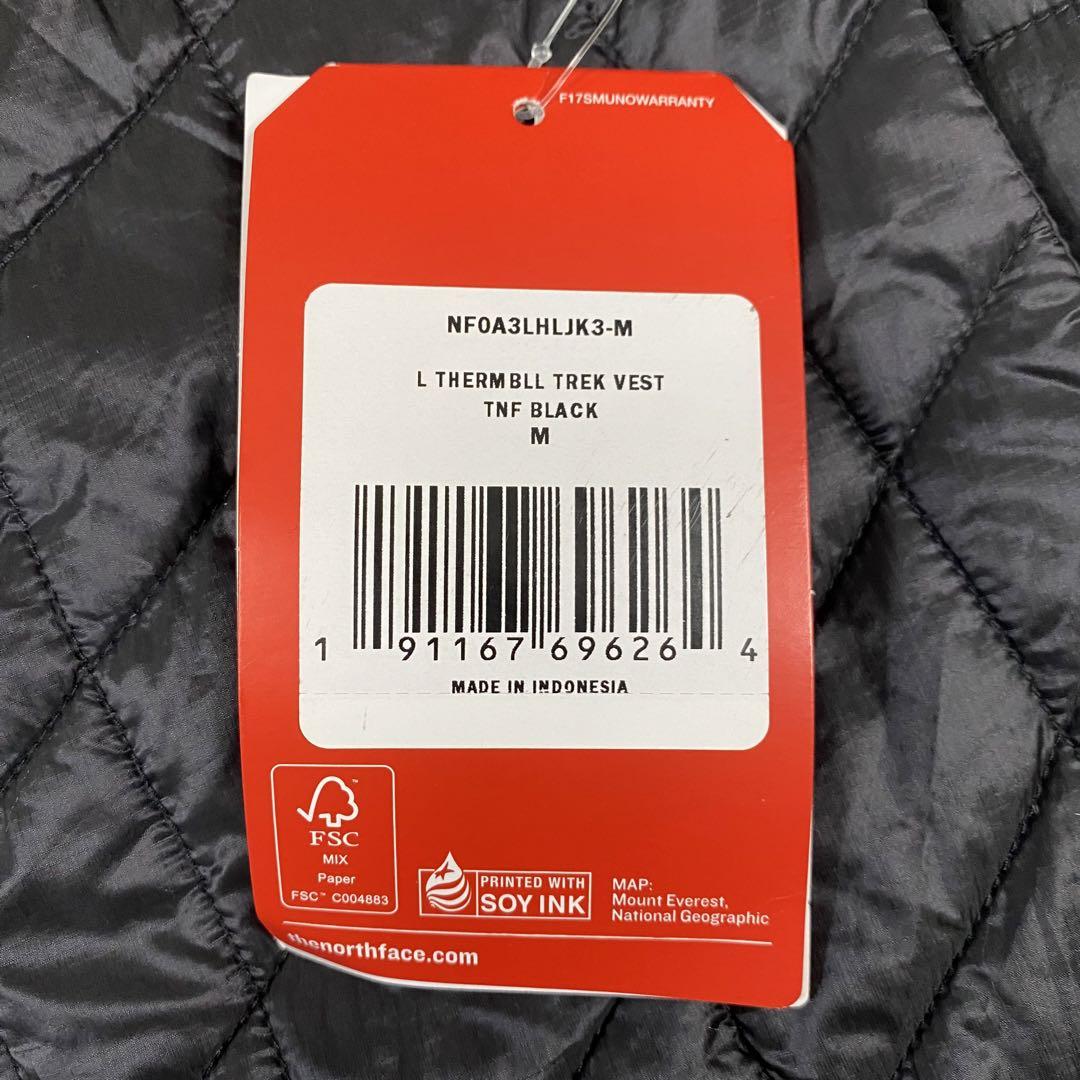 F17SMUNOWARRANTY
NF0A3LHLJK3-M
L THERMBLL TREK VEST
TNF BLACK
M
1 91167 69626 4
MADE IN INDONESIA
FSC
MIX
Paper
FSC™ C004883
PRINTED WITH
SOY INK
MAP:
Mount Everest,
National Geographic
thenorthface.com